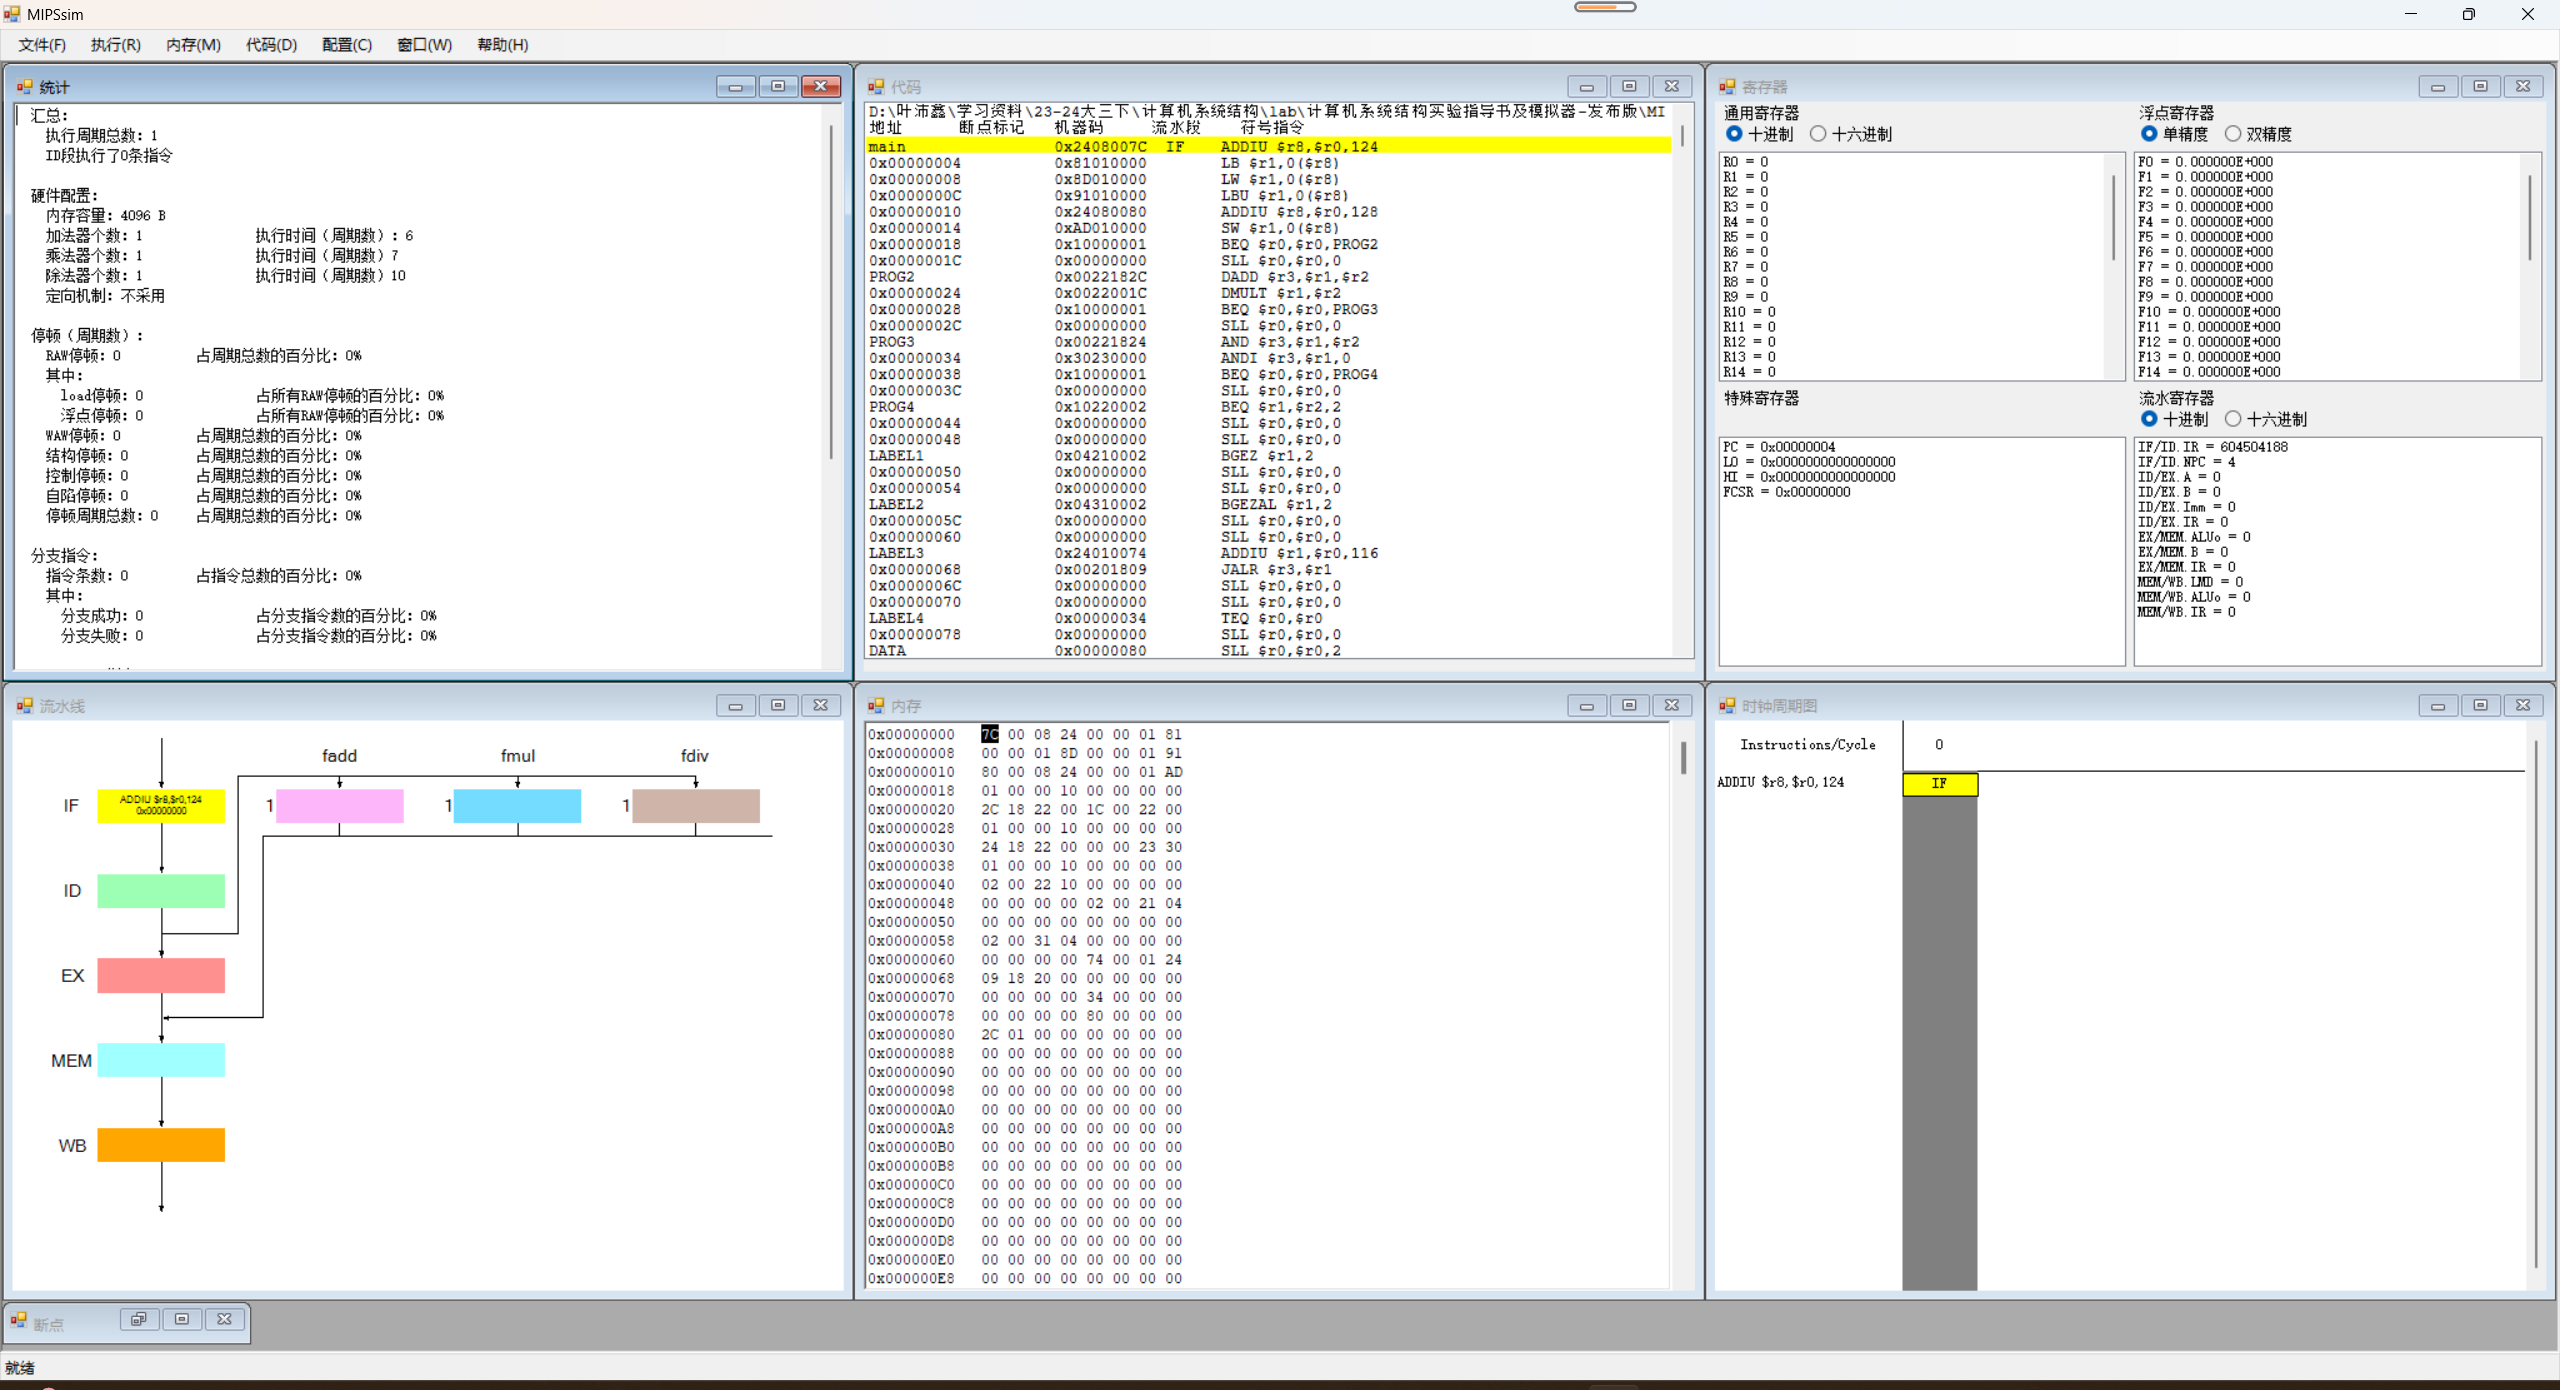 MIPSsim
文件(F) 执行(R) 内存(M) 代码(D) 配置(C) 窗口(W) 帮助(H)
统计
汇总:
执行周期总数: 1
ID段执行了0条指令
硬件配置:
内存容量: 4096 B
加法器个数: 1 执行时间（周期数）: 6
乘法器个数: 1 执行时间（周期数）7
除法器个数: 1 执行时间（周期数）10
定向机制: 不采用
停顿（周期数）:
RAW停顿: 0 占周期总数的百分比: 0%
其中:
load停顿: 0 占所有RAW停顿的百分比: 0%
浮点停顿: 0 占所有RAW停顿的百分比: 0%
WAW停顿: 0 占周期总数的百分比: 0%
结构停顿: 0 占周期总数的百分比: 0%
控制停顿: 0 占周期总数的百分比: 0%
自陷停顿: 0 占周期总数的百分比: 0%
停顿周期总数: 0 占周期总数的百分比: 0%
分支指令:
指令条数: 0 占指令总数的百分比: 0%
其中:
分支成功: 0 占分支指令数的百分比: 0%
分支失败: 0 占分支指令数的百分比: 0%
代码
D:\叶沛鑫\学习资料\23-24大三下\计算机系统结构\lab\计算机系统结构实验指导书及模拟器-发布版\MI
地址 断点标记 机器码 流水段 符号指令
main 0x2408007C IF ADDIU $r8,$r0,124
0x00000004 0x81010000 LB $r1,0($r8)
0x00000008 0x8D010000 LW $r1,0($r8)
0x0000000C 0x91010000 LBU $r1,0($r8)
0x00000010 0x24080080 ADDIU $r8,$r0,128
0x00000014 0xAD010000 SW $r1,0($r8)
0x00000018 0x10000001 BEQ $r0,$r0,PROG2
0x0000001C 0x00000000 SLL $r0,$r0,0
PROG2 0x0022182C DADD $r3,$r1,$r2
0x00000024 0x0022001C DMULT $r1,$r2
0x00000028 0x10000001 BEQ $r0,$r0,PROG3
0x0000002C 0x00000000 SLL $r0,$r0,0
PROG3 0x00221824 AND $r3,$r1,$r2
0x00000034 0x30230000 ANDI $r3,$r1,0
0x00000038 0x10000001 BEQ $r0,$r0,PROG4
0x0000003C 0x00000000 SLL $r0,$r0,0
PROG4 0x10220002 BEQ $r1,$r2,2
0x00000044 0x00000000 SLL $r0,$r0,0
0x00000048 0x00000000 SLL $r0,$r0,0
LABEL1 0x04210002 BGEZ $r1,2
0x00000050 0x00000000 SLL $r0,$r0,0
0x00000054 0x00000000 SLL $r0,$r0,0
LABEL2 0x04310002 BGEZAL $r1,2
0x0000005C 0x00000000 SLL $r0,$r0,0
0x00000060 0x00000000 SLL $r0,$r0,0
LABEL3 0x24010074 ADDIU $r1,$r0,116
0x00000068 0x00201809 JALR $r3,$r1
0x0000006C 0x00000000 SLL $r0,$r0,0
0x00000070 0x00000000 SLL $r0,$r0,0
LABEL4 0x00000034 TEQ $r0,$r0
0x00000078 0x00000000 SLL $r0,$r0,0
DATA 0x00000080 SLL $r0,$r0,2
寄存器
通用寄存器
十进制 十六进制
R0 = 0
R1 = 0
R2 = 0
R3 = 0
R4 = 0
R5 = 0
R6 = 0
R7 = 0
R8 = 0
R9 = 0
R10 = 0
R11 = 0
R12 = 0
R13 = 0
R14 = 0
浮点寄存器
单精度 双精度
F0 = 0.000000E+000
F1 = 0.000000E+000
F2 = 0.000000E+000
F3 = 0.000000E+000
F4 = 0.000000E+000
F5 = 0.000000E+000
F6 = 0.000000E+000
F7 = 0.000000E+000
F8 = 0.000000E+000
F9 = 0.000000E+000
F10 = 0.000000E+000
F11 = 0.000000E+000
F12 = 0.000000E+000
F13 = 0.000000E+000
F14 = 0.000000E+000
特殊寄存器
PC = 0x00000004
LO = 0x0000000000000000
HI = 0x0000000000000000
FCSR = 0x00000000
流水寄存器
十进制 十六进制
IF/ID.IR = 604504188
IF/ID.NPC = 4
ID/EX.A = 0
ID/EX.B = 0
ID/EX.Imm = 0
ID/EX.IR = 0
EX/MEM.ALUo = 0
EX/MEM.B = 0
EX/MEM.IR = 0
MEM/WB.LMD = 0
MEM/WB.ALUo = 0
MEM/WB.IR = 0
流水线
fadd fmul fdiv
IF ADDIU $r8,$r0,124 1 1 1
0x00000000
ID
EX
MEM
WB
内存
0x00000000 7C 00 08 24 00 00 01 81
0x00000008 00 00 01 8D 00 00 01 91
0x00000010 80 00 08 24 00 00 01 AD
0x00000018 01 00 00 10 00 00 00 00
0x00000020 2C 18 22 00 1C 00 22 00
0x00000028 01 00 00 10 00 00 00 00
0x00000030 24 18 22 00 00 00 23 30
0x00000038 01 00 00 10 00 00 00 00
0x00000040 02 00 22 10 00 00 00 00
0x00000048 00 00 00 00 02 00 21 04
0x00000050 00 00 00 00 00 00 00 00
0x00000058 02 00 31 04 00 00 00 00
0x00000060 00 00 00 00 74 00 01 24
0x00000068 09 18 20 00 00 00 00 00
0x00000070 00 00 00 00 34 00 00 00
0x00000078 00 00 00 00 80 00 00 00
0x00000080 2C 01 00 00 00 00 00 00
0x00000088 00 00 00 00 00 00 00 00
0x00000090 00 00 00 00 00 00 00 00
0x00000098 00 00 00 00 00 00 00 00
0x000000A0 00 00 00 00 00 00 00 00
0x000000A8 00 00 00 00 00 00 00 00
0x000000B0 00 00 00 00 00 00 00 00
0x000000B8 00 00 00 00 00 00 00 00
0x000000C0 00 00 00 00 00 00 00 00
0x000000C8 00 00 00 00 00 00 00 00
0x000000D0 00 00 00 00 00 00 00 00
0x000000D8 00 00 00 00 00 00 00 00
0x000000E0 00 00 00 00 00 00 00 00
0x000000E8 00 00 00 00 00 00 00 00
时钟周期图
Instructions/Cycle 0
ADDIU $r8,$r0,124 IF
断点
就绪